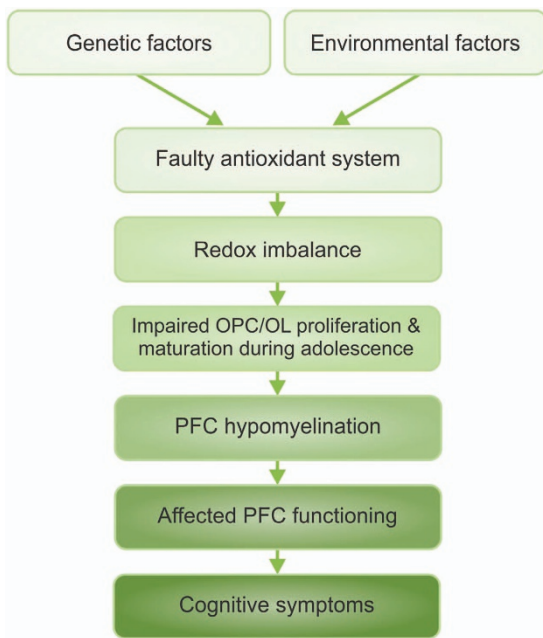 Genetic factors
Environmental factors
Faulty antioxidant system
Redox imbalance
Impaired OPC/OL proliferation &
maturation during adolescence
PFC hypomyelination
Affected PFC functioning
Cognitive symptoms